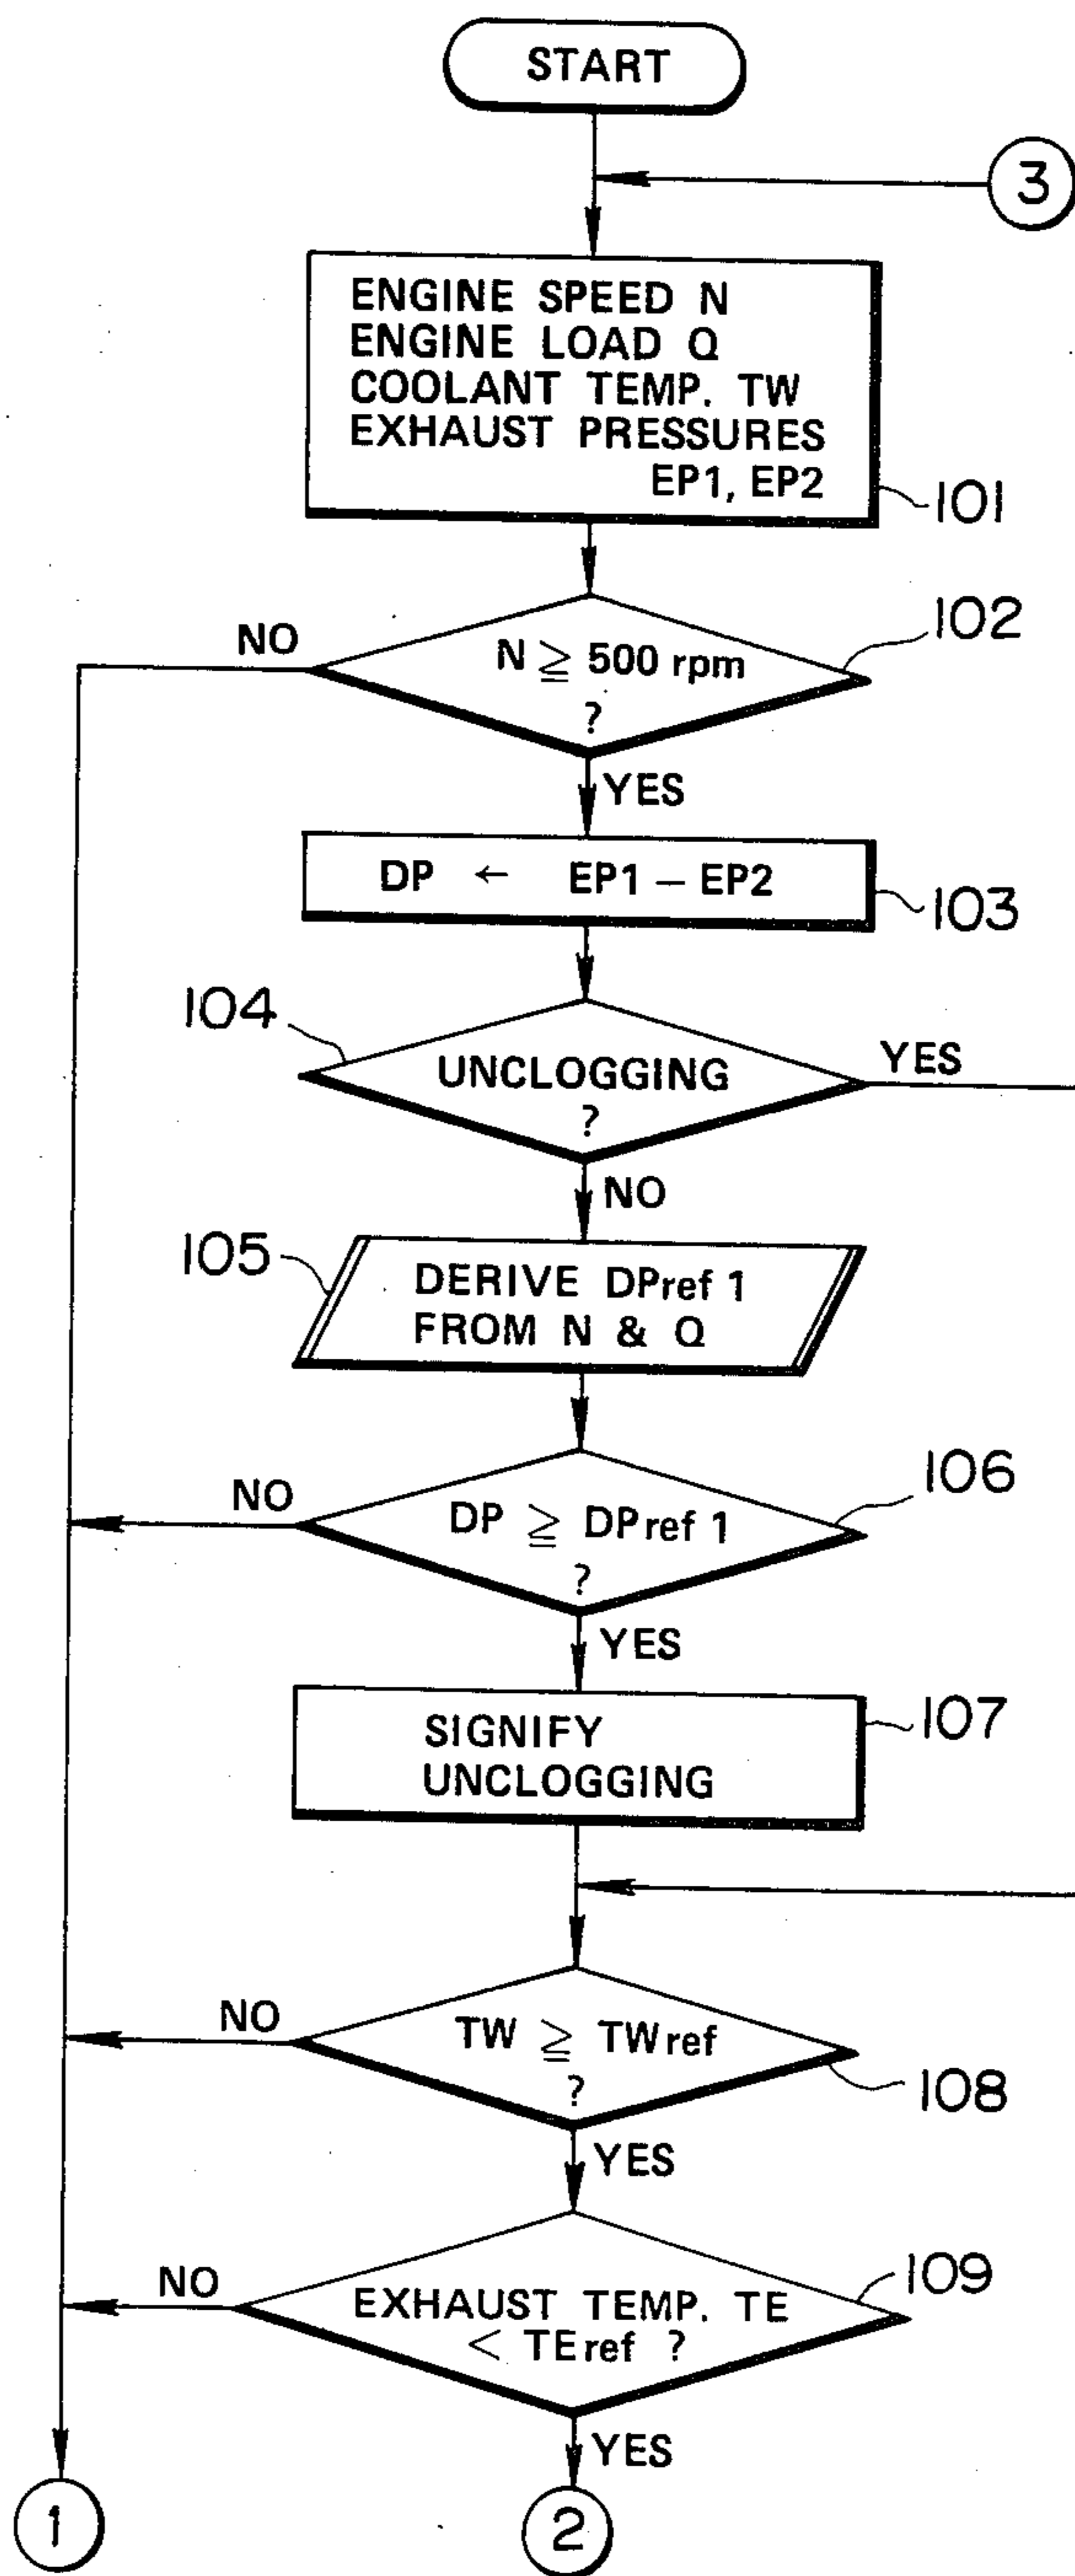 START
3
ENGINE SPEED N
ENGINE LOAD Q
COOLANT TEMP. TW
EXHAUST PRESSURES
EP1, EP2
101
102
NO
N ≧ 500 rpm
?
YES
DP ← EP1 – EP2
103
104
UNCLOGGING
?
YES
NO
105
DERIVE DPref 1
FROM N & Q
106
NO
DP ≧ DPref 1
?
YES
SIGNIFY
UNCLOGGING
107
NO
TW ≧ TWref
?
108
YES
109
NO
EXHAUST TEMP. TE
< TEref ?
YES
1
2